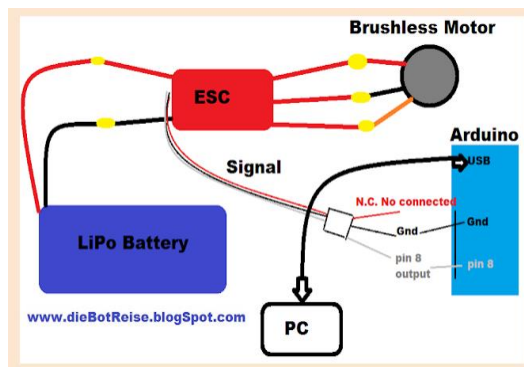 Brushless Motor
ESC
Arduino
USB
Signal
N.C. No connected
Gnd
Gnd
pin 8
output
pin 8
LiPo Battery
www.dieBotReise.blogSpot.com
PC